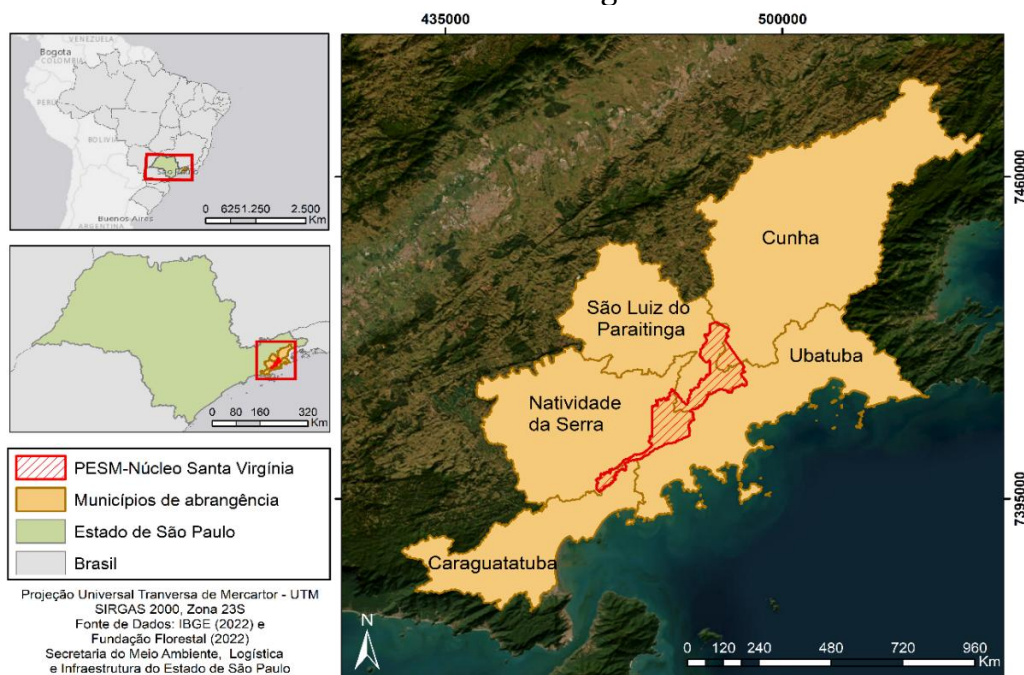 435000
500000
VENEZUELA
Bogota
COLOMBIA
PERU
BOLIVIA
Buenos Aires
ARGENTINA
0 6251.250 2.500
Km
0 80 160 320
Km
PESM-Núcleo Santa Virgínia
Municípios de abrangência
Estado de São Paulo
Brasil
Projeção Universal Tranversa de Mercartor - UTM
SIRGAS 2000, Zona 23S
Fonte de Dados: IBGE (2022) e
Fundação Florestal (2022)
Secretaria do Meio Ambiente, Logística
e Infraestrutura do Estado de São Paulo
Cunha
São Luiz do
Paraitinga
Ubatuba
Natividade
da Serra
Caraguatatuba
7460000
7395000
N
0 120 240 480 720 960
Km